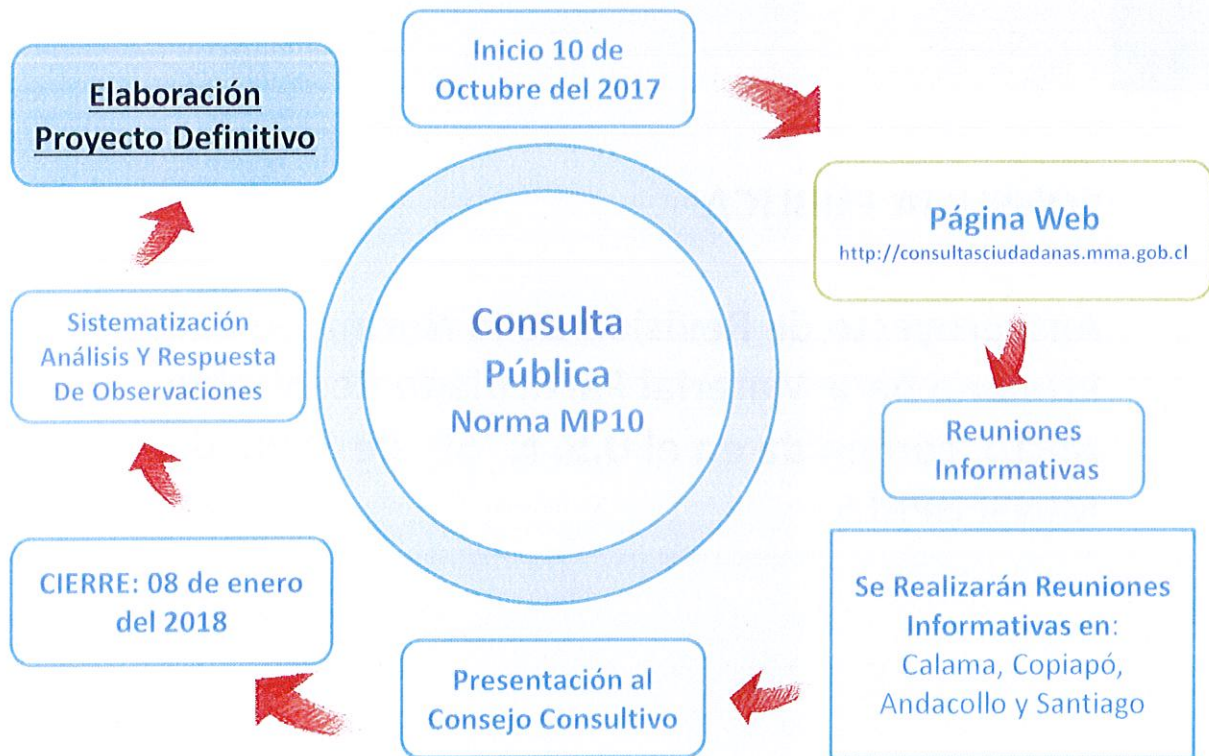 Inicio 10 de
Octubre del 2017
Página Web
http://consultasciudadanas.mma.gob.cl
Reuniones
Informativas
Se Realizarán Reuniones
Informativas en:
Calama, Copiapó,
Andacollo y Santiago
Presentación al
Consejo Consultivo
CIERRE: 08 de enero
del 2018
Sistematización
Análisis Y Respuesta
De Observaciones
Elaboración
Proyecto Definitivo
Consulta
Pública
Norma MP10